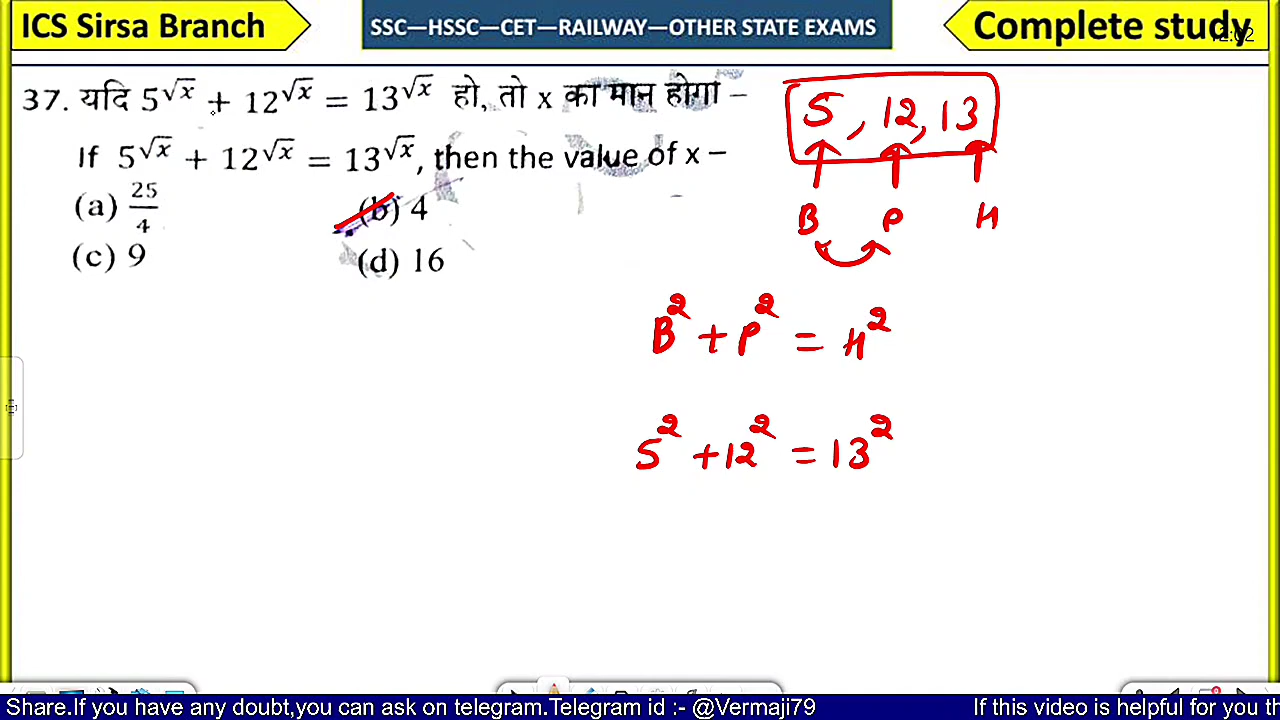 ICS Sirsa Branch
SSC—HSSC—CET—RAILWAY—OTHER STATE EXAMS
Complete study
37. यदि 5^√x + 12^√x = 13^√x हो, तो x का मान होगा –
If 5^√x + 12^√x = 13^√x, then the value of x –
(a) 25/4
(b) 4
(c) 9
(d) 16
5, 12, 13
B P H
B² + P² = H²
5² + 12² = 13²
Share.If you have any doubt,you can ask on telegram.Telegram id :- @Vermaji79
If this video is helpful for you th